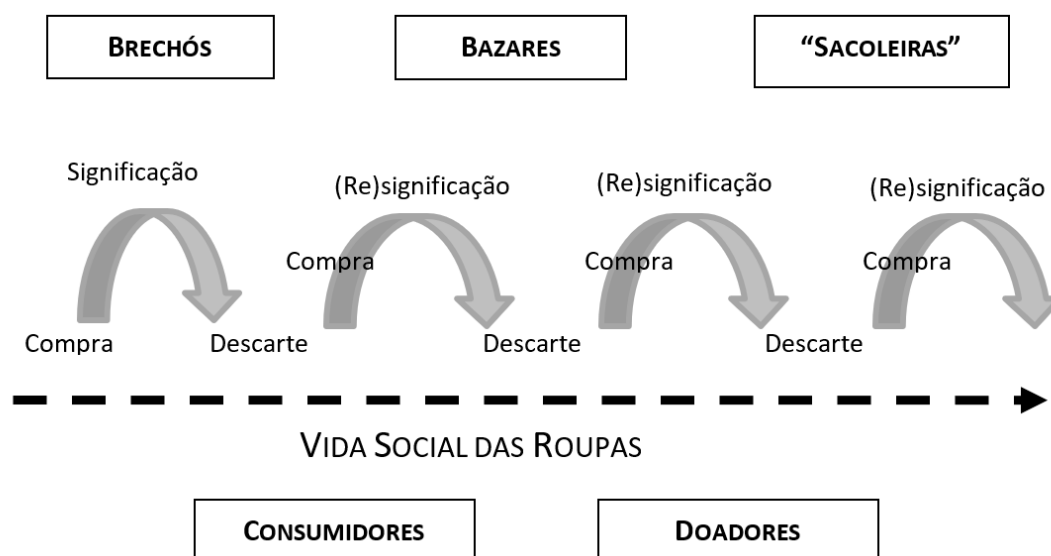 BRECHÓS
BAZARES
“SACOLEIRAS”
Significação
(Re)significação
(Re)significação
(Re)significação
Compra
Compra
Compra
Compra
Descarte
Descarte
Descarte
VIDA SOCIAL DAS ROUPAS
CONSUMIDORES
DOADORES